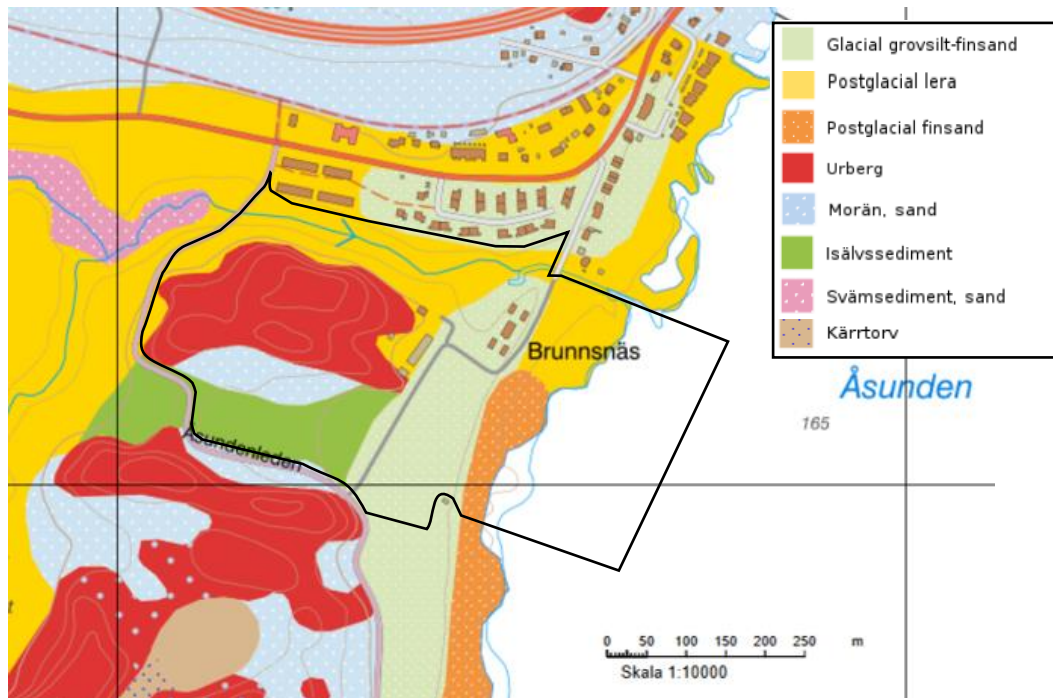 Glacial grovsilt-finsand
Postglacial lera
Postglacial finsand
Urberg
Morän, sand
Isälvssediment
Svämsediment, sand
Kärrtorv
Brunnsnäs
Åsunden
165
Åsundenleden
0 50 100 150 200 250 m
Skala 1:10000